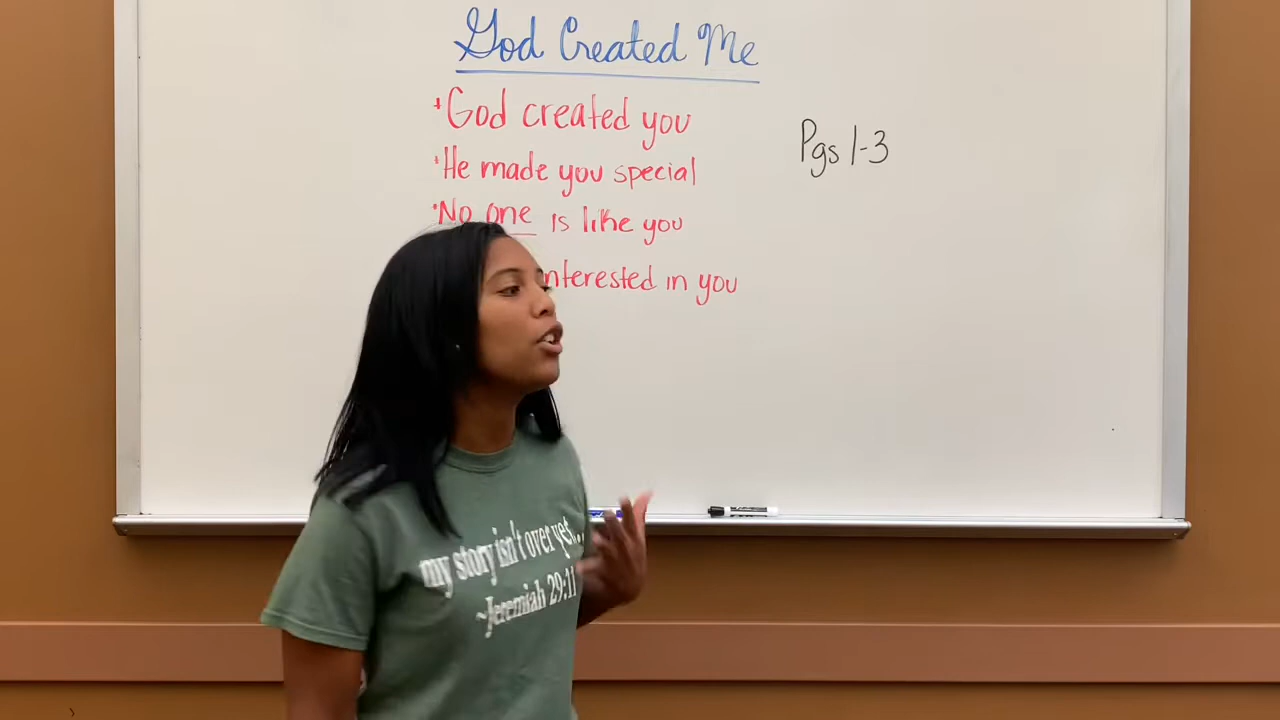 God Created Me
God created you
Pgs 1-3
He made you special
No one is like you
interested in you
my story isn't over yet...
~Jeremiah 29:11